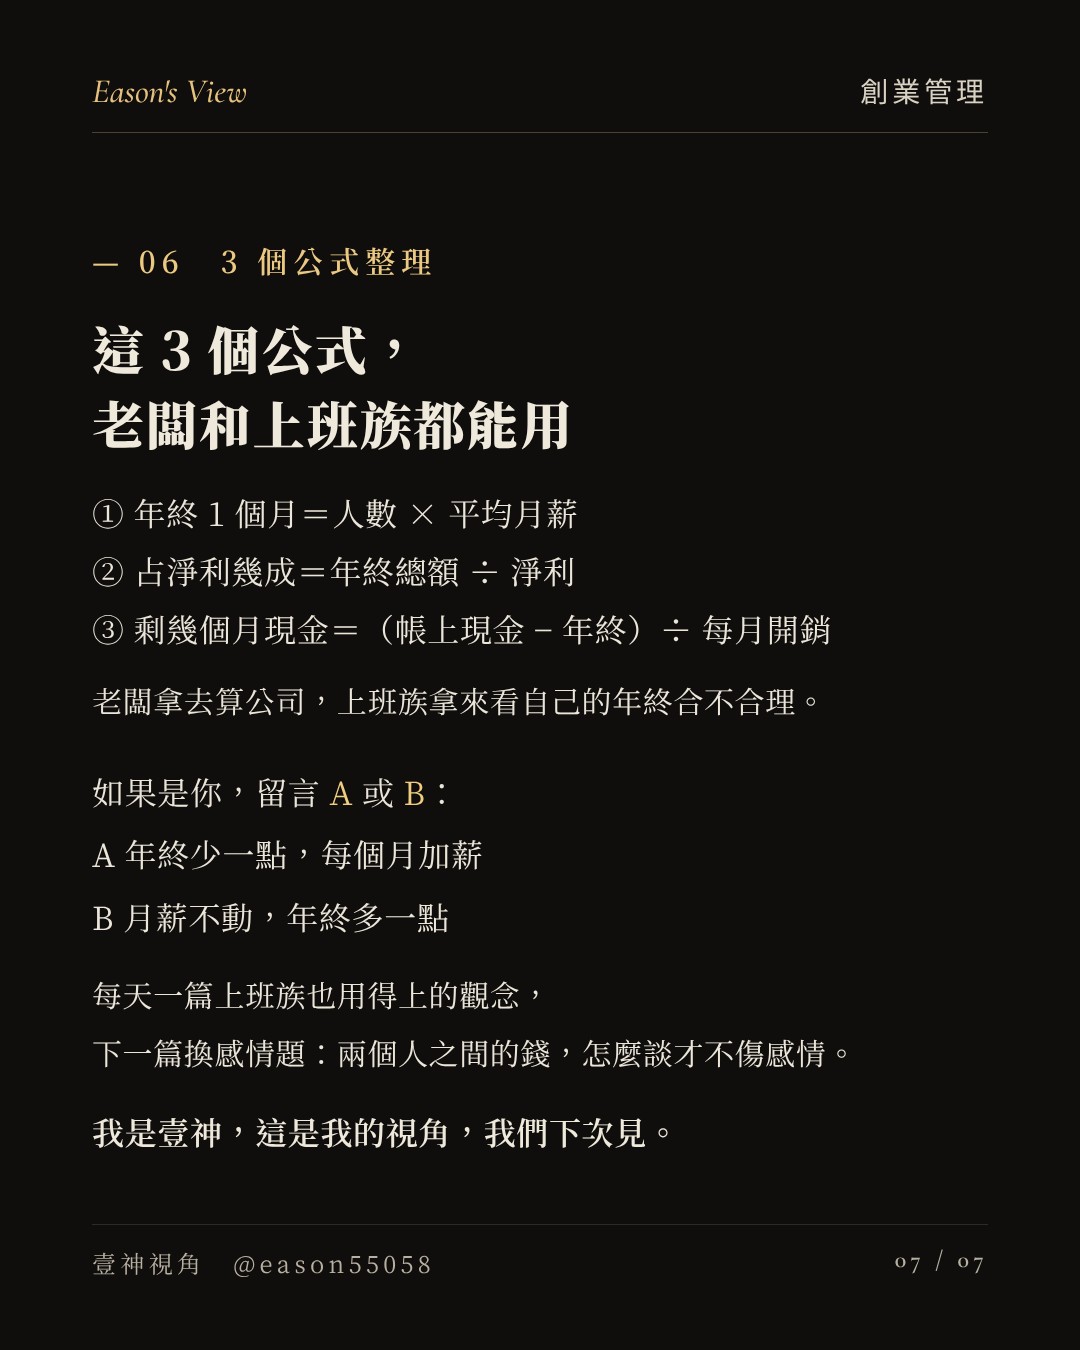 Eason's View
創業管理
— 06 3 個公式整理
這 3 個公式，
老闆和上班族都能用
① 年終 1 個月＝人數 × 平均月薪
② 占淨利幾成＝年終總額 ÷ 淨利
③ 剩幾個月現金＝（帳上現金 − 年終）÷ 每月開銷
老闆拿去算公司，上班族拿來看自己的年終合不合理。
如果是你，留言 A 或 B：
A 年終少一點，每個月加薪
B 月薪不動，年終多一點
每天一篇上班族也用得上的觀念，
下一篇換感情題：兩個人之間的錢，怎麼談才不傷感情。
我是壹神，這是我的視角，我們下次見。
壹神視角 @eason55058
07 / 07